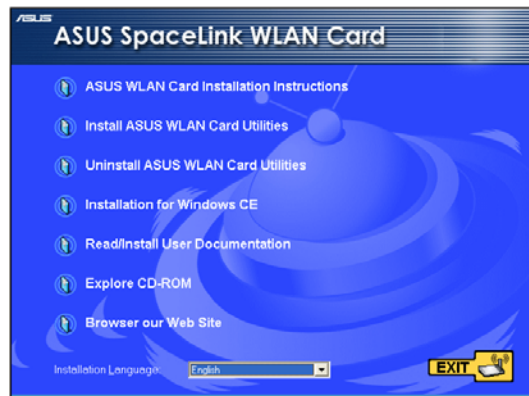 ASUS
ASUS SpaceLink WLAN Card
ASUS WLAN Card Installation Instructions
Install ASUS WLAN Card Utilities
Uninstall ASUS WLAN Card Utilities
Installation for Windows CE
Read/Install User Documentation
Explore CD-ROM
Browser our Web Site
Installation Language: English
EXIT